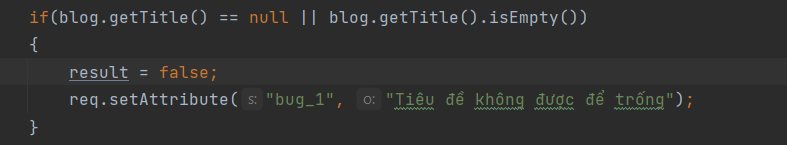 if(blog.getTitle() == null || blog.getTitle().isEmpty())
{
result = false;
req.setAttribute( s: "bug_1", o: "Tiêu đề không được để trống");
}